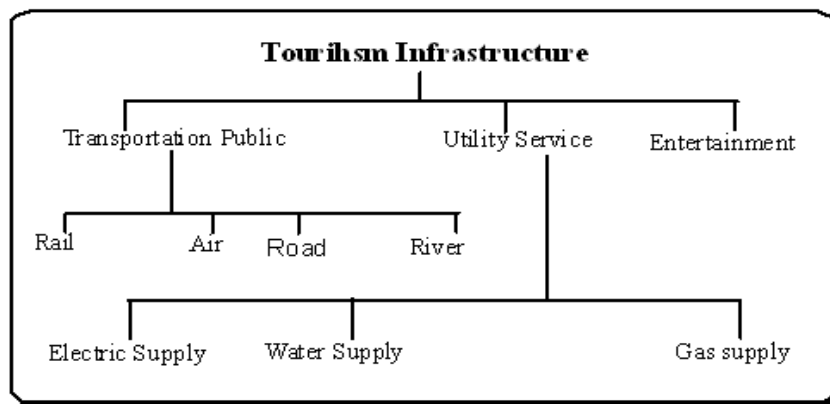 Tourihsm Infrastructure
Transportation Public Utility Service Entertainment
Rail Air Road River
Electric Supply Water Supply Gas supply